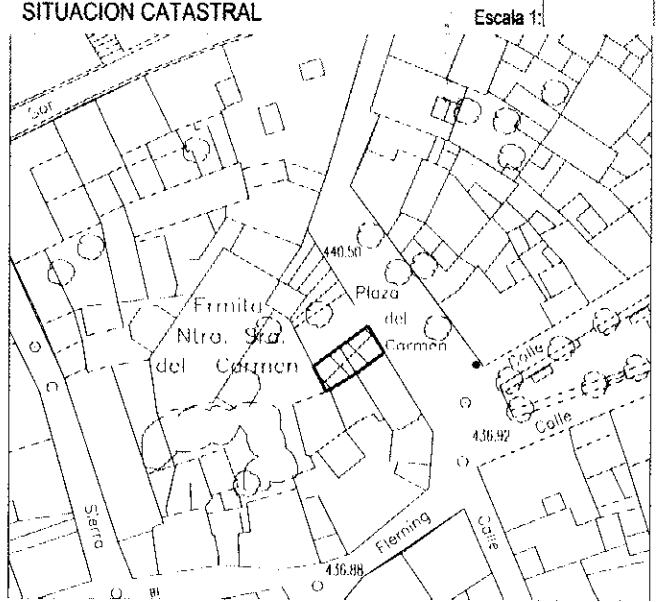 SITUACION CATASTRAL
Escala 1:
Sor
440.50
Ermita
Ntra. Sra.
del Carmen
Plaza
del
Carmen
Calle
Calle
436.92
Sierra
Fleming
Calle
436.88